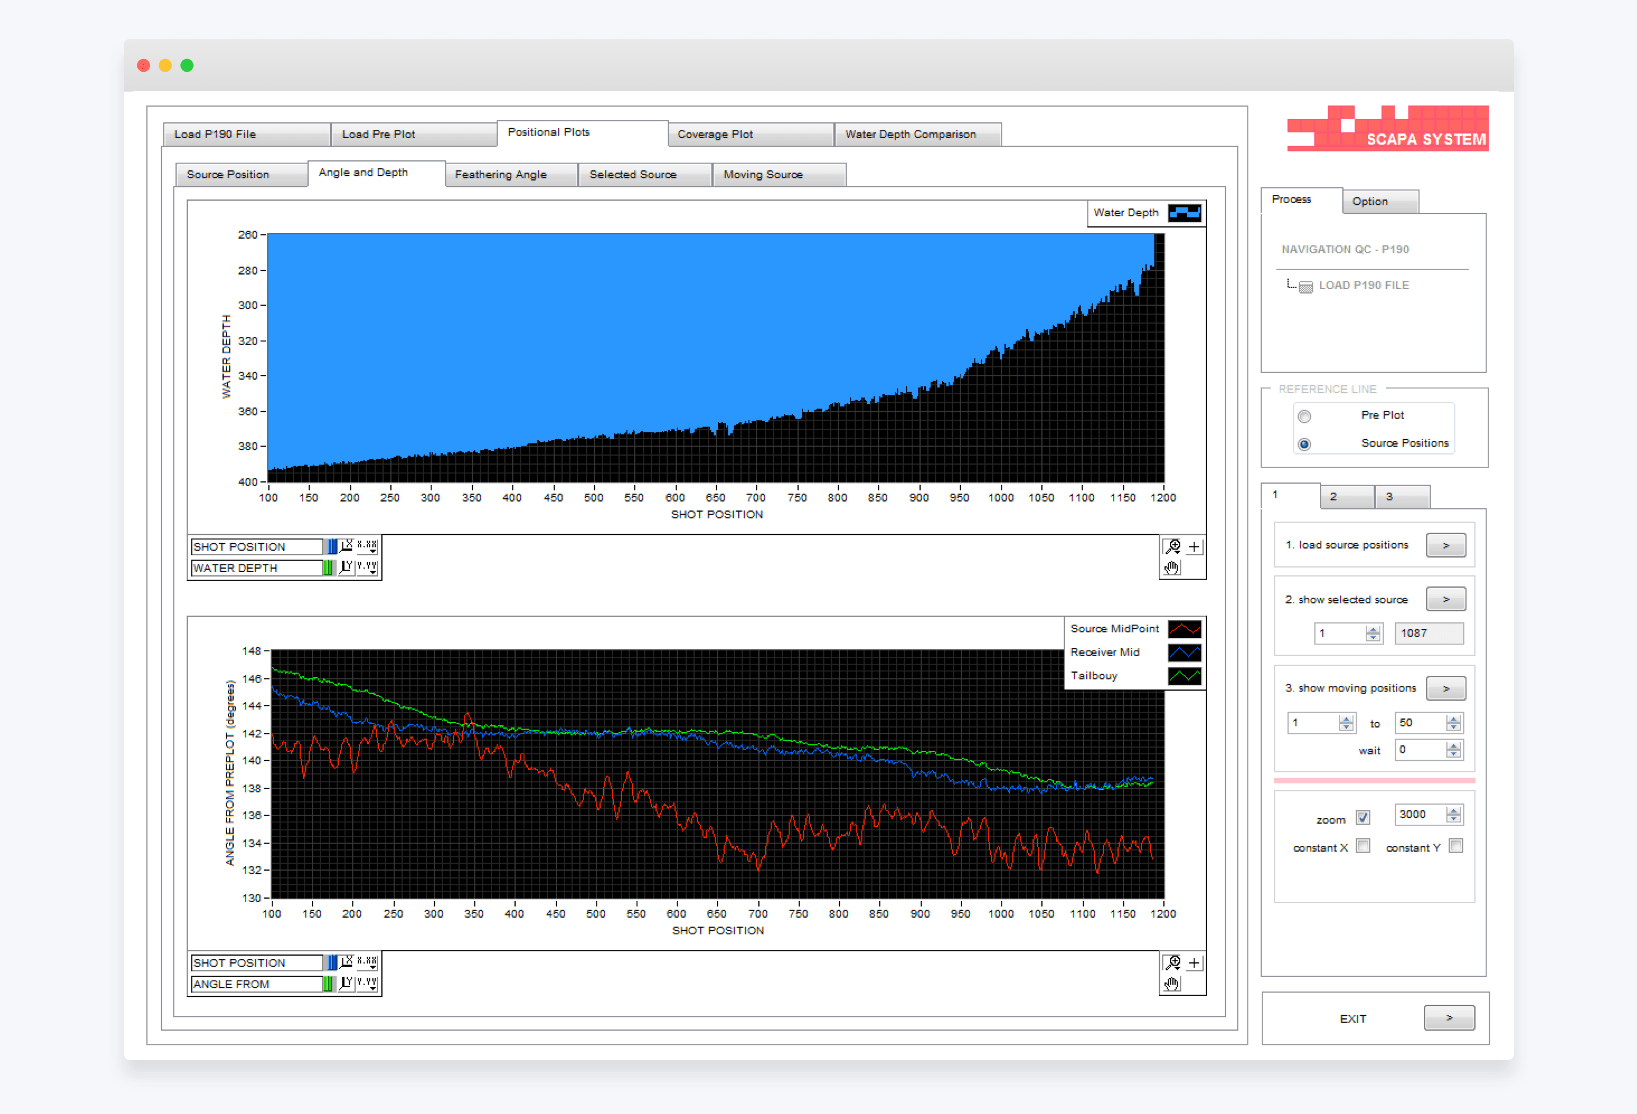 SCAPA SYSTEM
Load P190 File
Load Pre Plot
Positional Plots
Coverage Plot
Water Depth Comparison
Source Position
Angle and Depth
Feathering Angle
Selected Source
Moving Source
Water Depth
260
280
300
320
340
360
380
400
WATER DEPTH
100 150 200 250 300 350 400 450 500 550 600 650 700 750 800 850 900 950 1000 1050 1100 1150 1200
SHOT POSITION
SHOT POSITION X.XX
WATER DEPTH Y.YY
Source MidPoint
Receiver Mid
Tailbouy
148
146
144
142
140
138
136
134
132
130
ANGLE FROM PREPLOT (degrees)
100 150 200 250 300 350 400 450 500 550 600 650 700 750 800 850 900 950 1000 1050 1100 1150 1200
SHOT POSITION
SHOT POSITION X.XX
ANGLE FROM Y.YY
Process
Option
NAVIGATION QC - P190
LOAD P190 FILE
REFERENCE LINE
Pre Plot
Source Positions
1
2
3
1. load source positions >
2. show selected source >
1 1087
3. show moving positions >
1 to 50
wait 0
zoom 3000
constant X constant Y
EXIT >